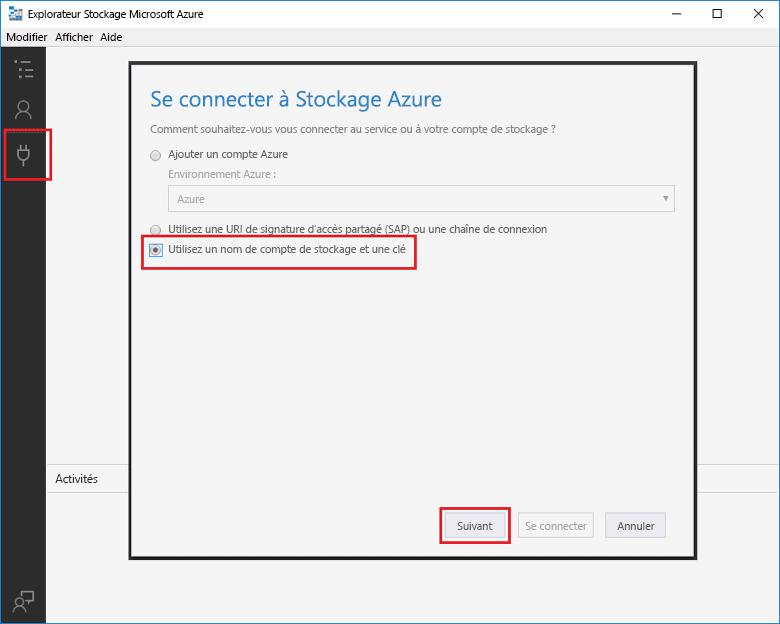 Explorateur Stockage Microsoft Azure
Modifier Afficher Aide
Se connecter à Stockage Azure
Comment souhaitez-vous vous connecter au service ou à votre compte de stockage ?
Ajouter un compte Azure
Environnement Azure :
Azure
Utilisez une URI de signature d'accès partagé (SAP) ou une chaîne de connexion
Utilisez un nom de compte de stockage et une clé
Activités
Suivant Se connecter Annuler